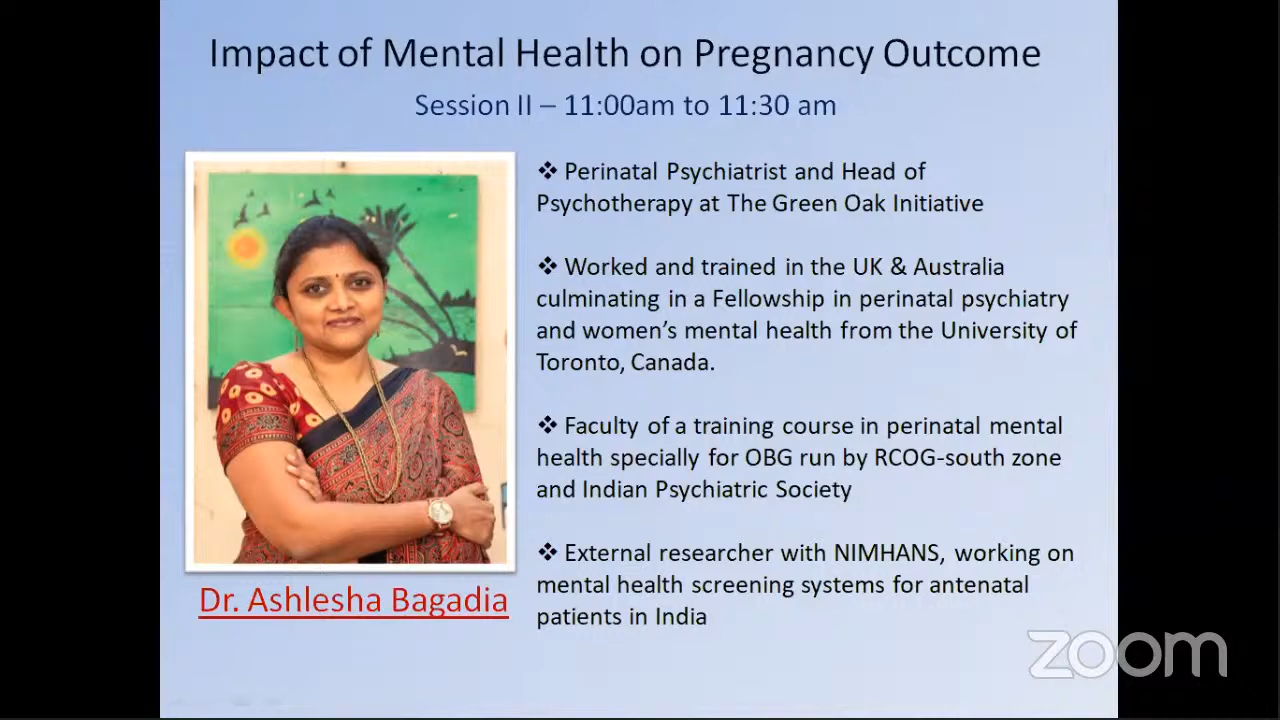 Impact of Mental Health on Pregnancy Outcome
Session II – 11:00am to 11:30 am
❖ Perinatal Psychiatrist and Head of
Psychotherapy at The Green Oak Initiative
❖ Worked and trained in the UK & Australia
culminating in a Fellowship in perinatal psychiatry
and women's mental health from the University of
Toronto, Canada.
❖ Faculty of a training course in perinatal mental
health specially for OBG run by RCOG-south zone
and Indian Psychiatric Society
❖ External researcher with NIMHANS, working on
mental health screening systems for antenatal
patients in India
Dr. Ashlesha Bagadia
zoom